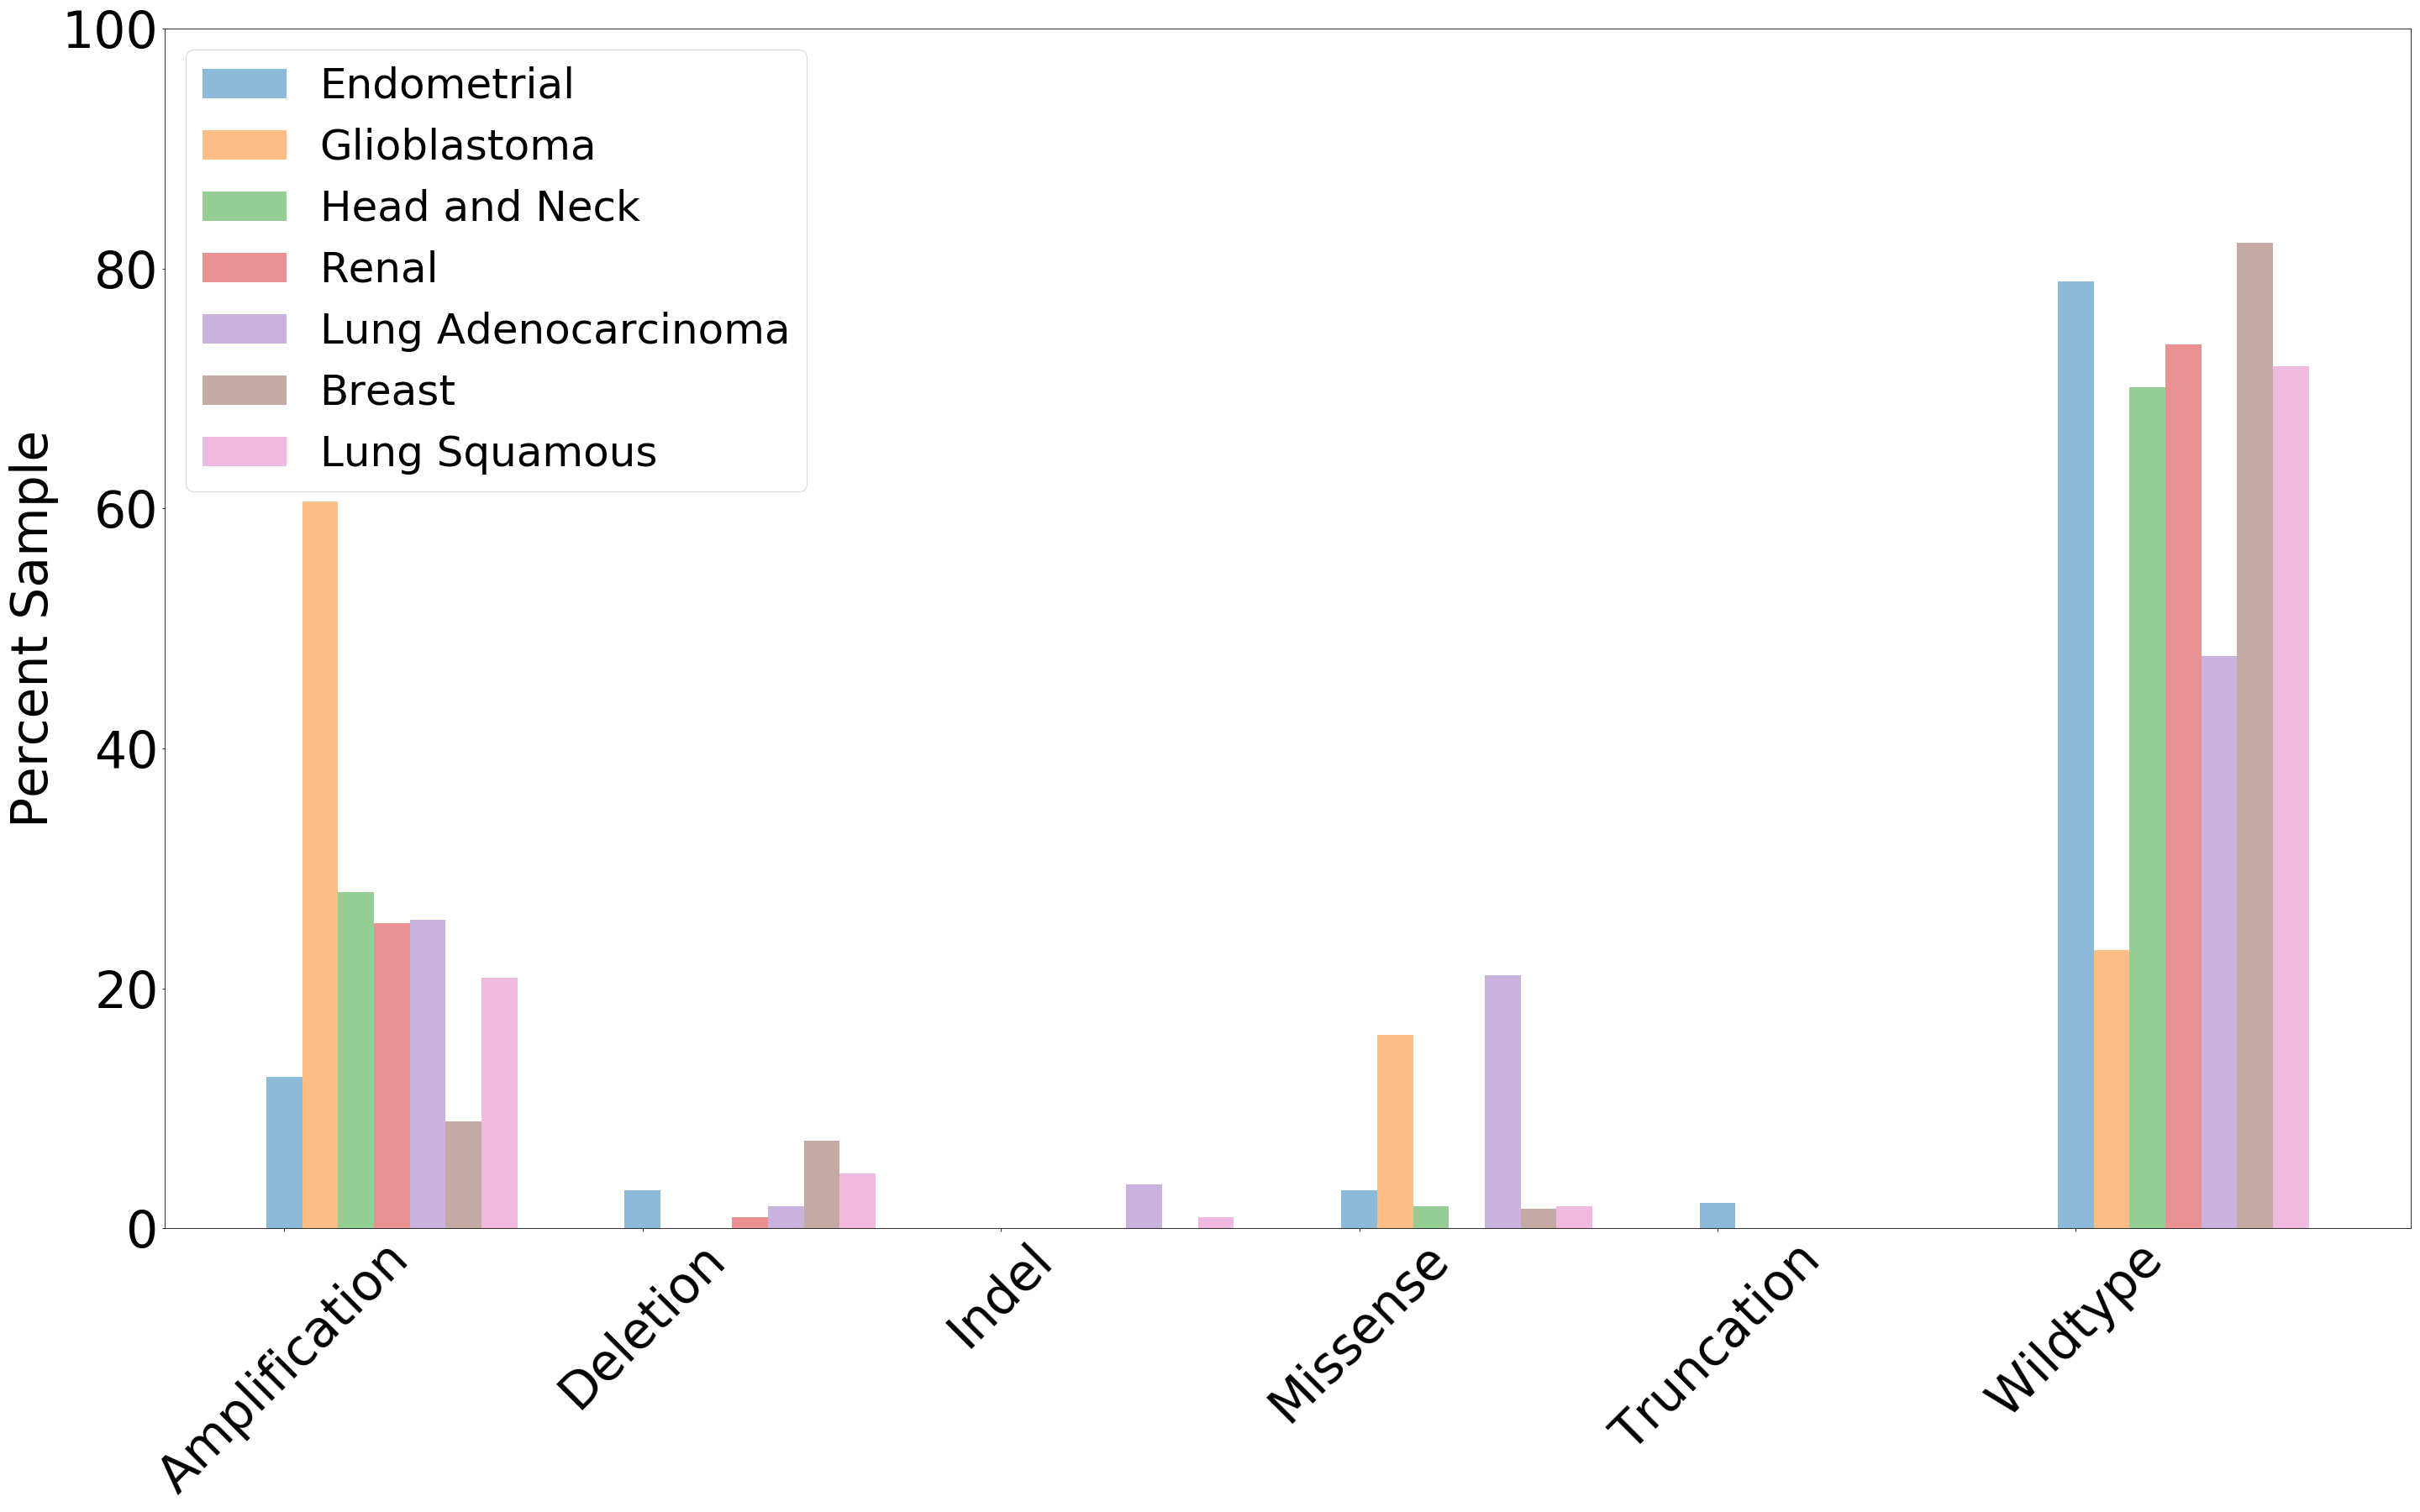 100
80
60
40
20
0
Percent Sample
Endometrial
Glioblastoma
Head and Neck
Renal
Lung Adenocarcinoma
Breast
Lung Squamous
Amplification
Deletion
Indel
Missense
Truncation
Wildtype